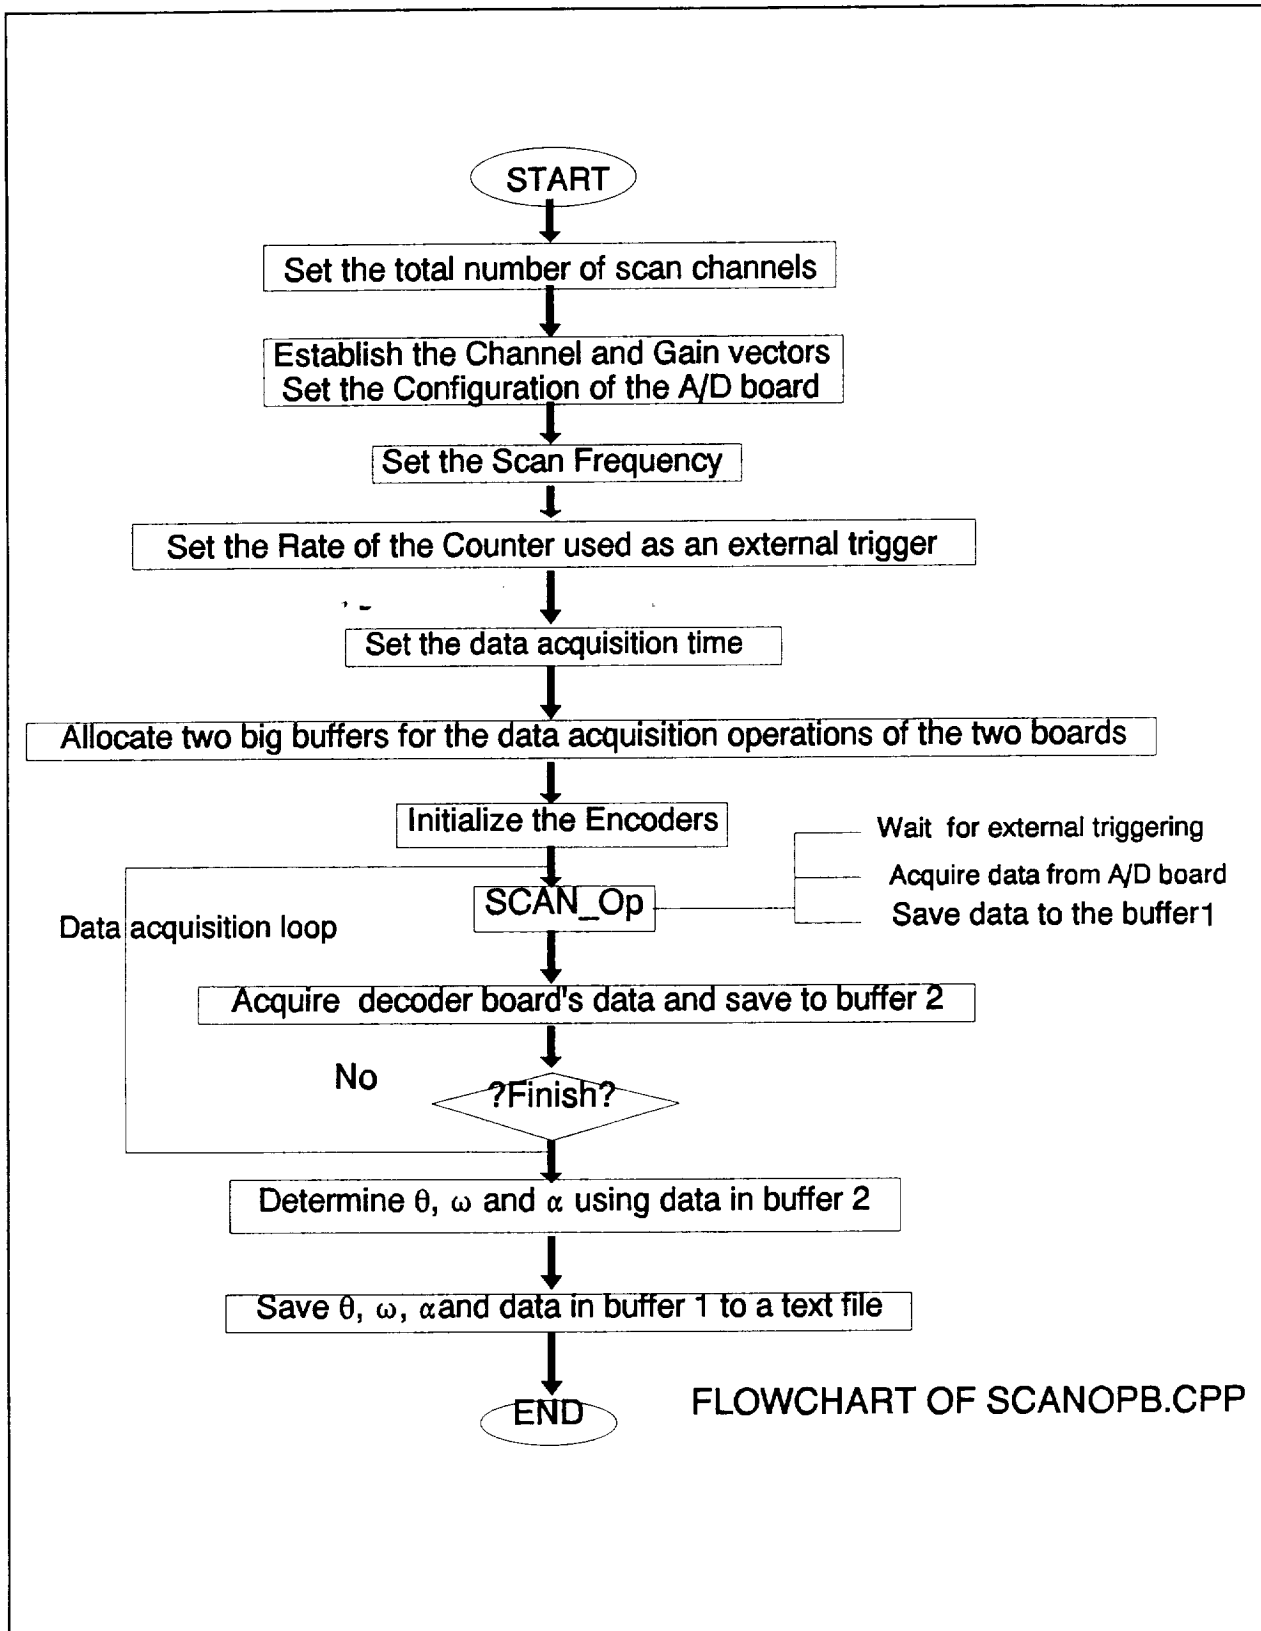 START
Set the total number of scan channels
Establish the Channel and Gain vectors
Set the Configuration of the A/D board
Set the Scan Frequency
Set the Rate of the Counter used as an external trigger
Set the data acquisition time
Allocate two big buffers for the data acquisition operations of the two boards
Initialize the Encoders
Wait for external triggering
Acquire data from A/D board
SCAN_Op
Save data to the buffer1
Data acquisition loop
Acquire decoder board's data and save to buffer 2
No
?Finish?
Determine θ, ω and α using data in buffer 2
Save θ, ω, αand data in buffer 1 to a text file
END
FLOWCHART OF SCANOPB.CPP